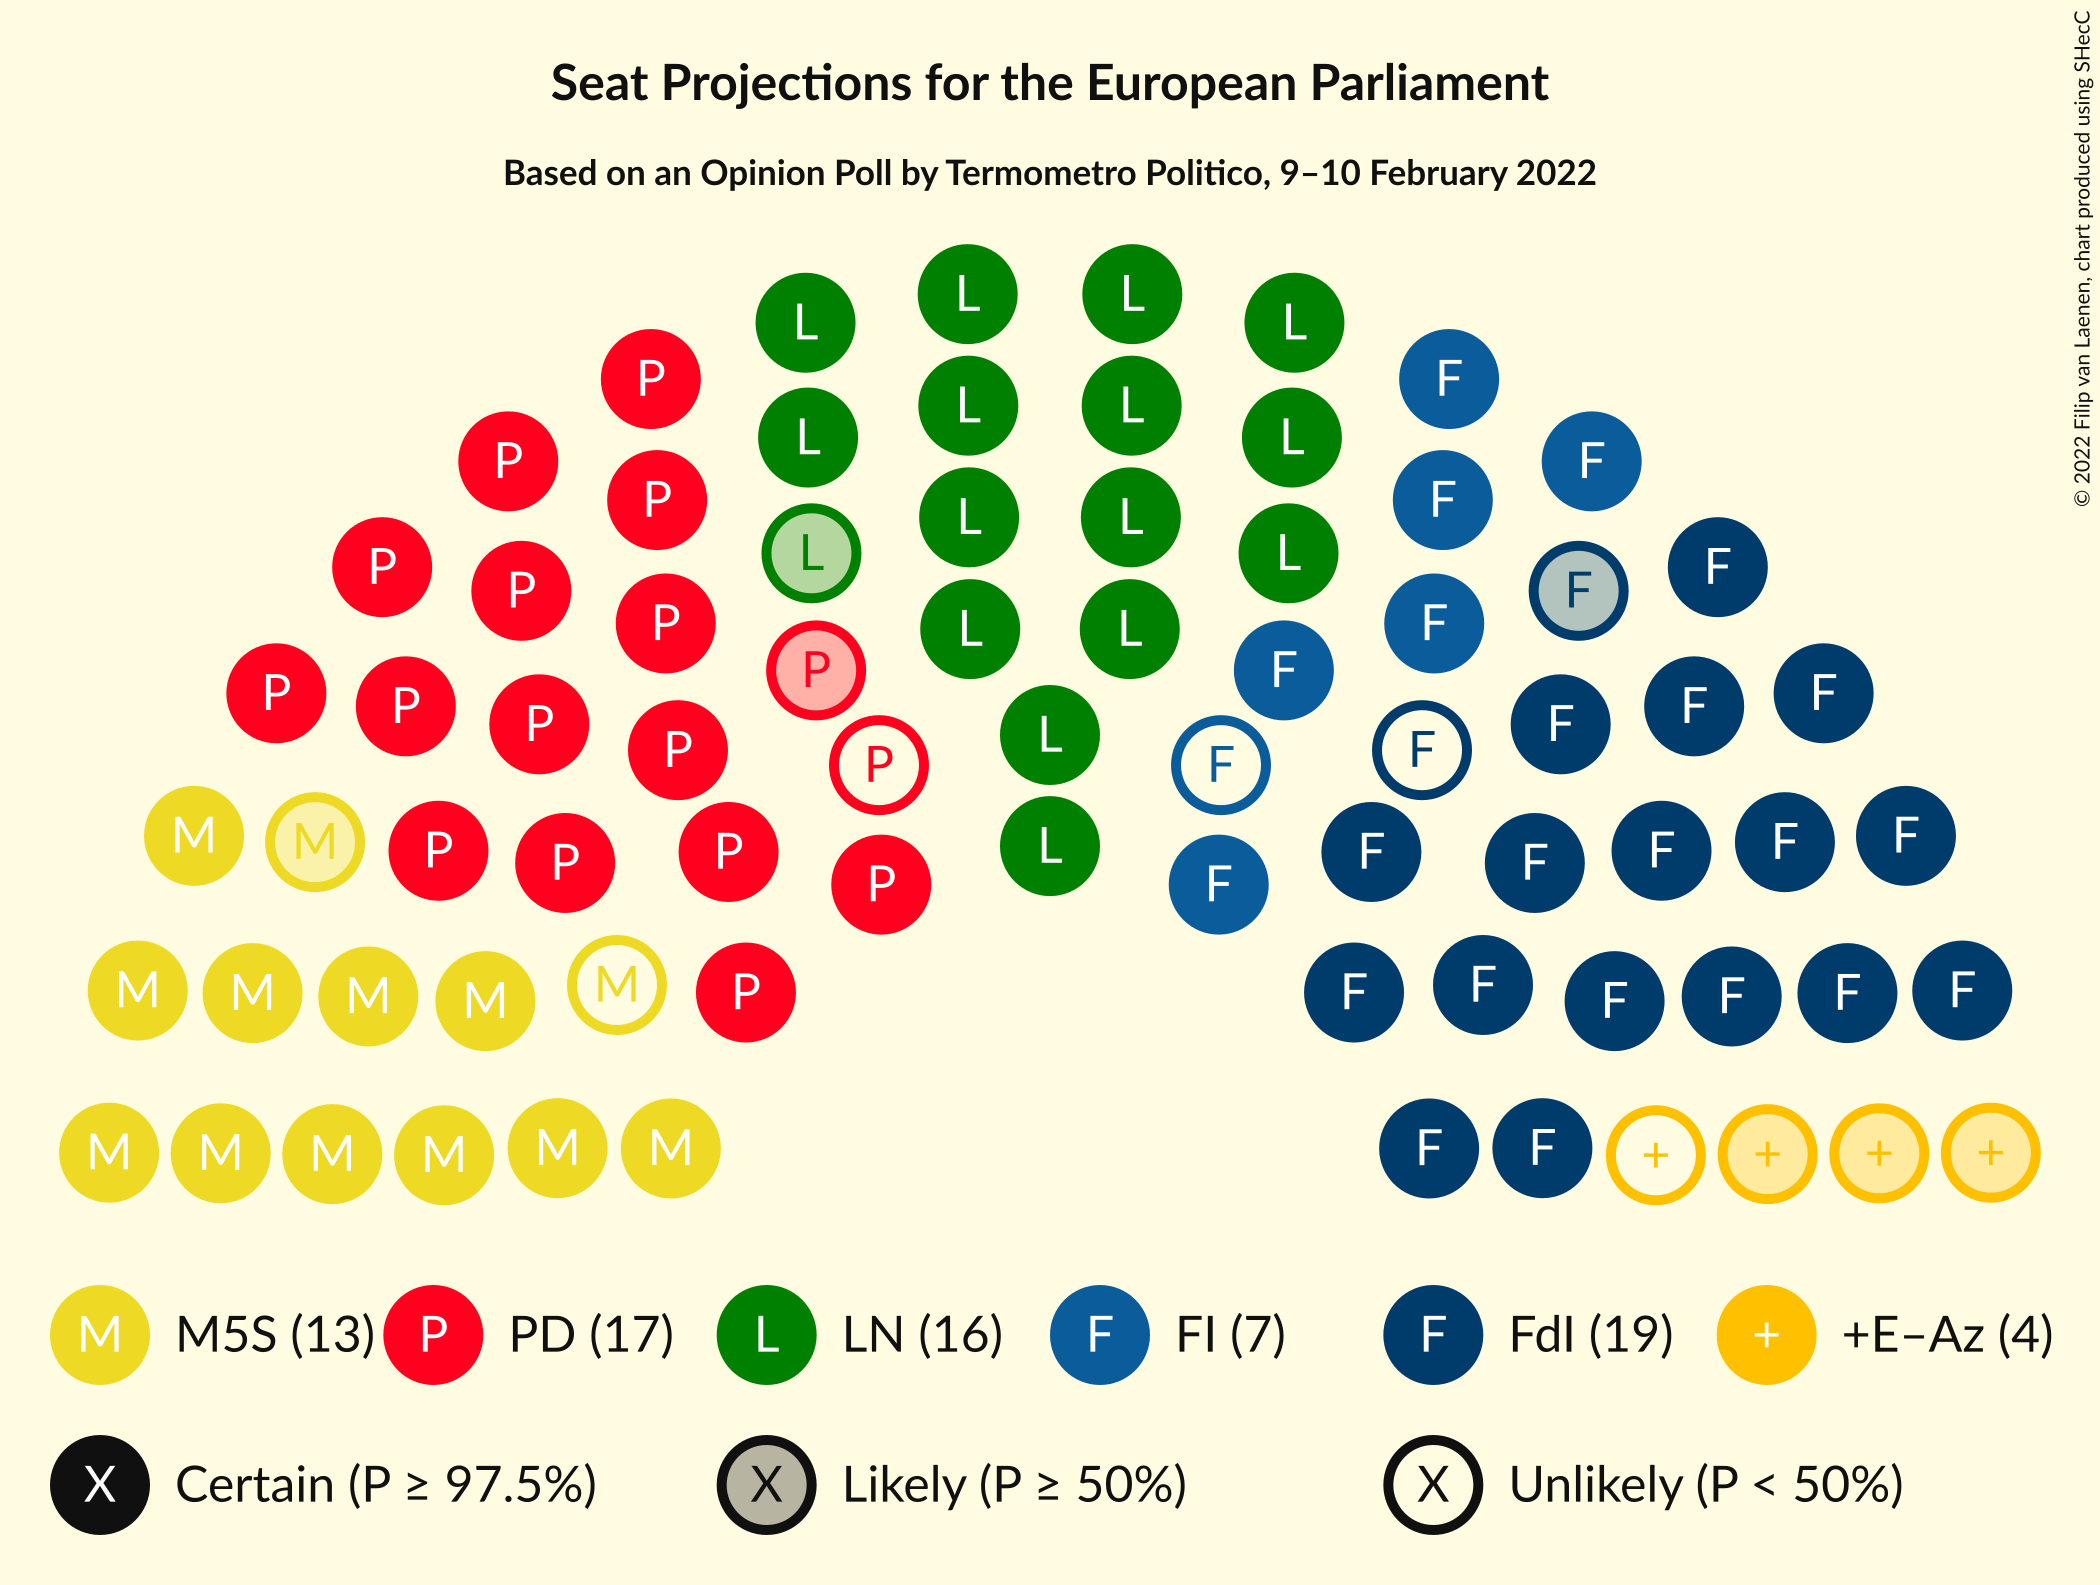 Seat Projections for the European Parliament
Based on an Opinion Poll by Termometro Politico, 9–10 February 2022
© 2022 Filip van Laenen, chart produced using SHecC
L L
L L
P F
L L
P L L F
L L
P F
P F
L L
P L L F
P F
P F
L L
P P F F
P F
P P F F
P F
P L F
P F
M F
M F
P L F
P F
P F
P F
P F
M M M M M P F F F F F F
M M M M M M F F + + + +
M M5S (13) P PD (17) L LN (16) F FI (7) F FdI (19) + +E–Az (4)
X Certain (P ≥ 97.5%) X Likely (P ≥ 50%) X Unlikely (P < 50%)